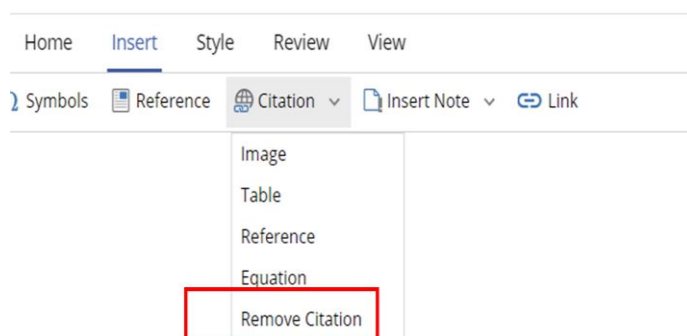 Home Insert Style Review View
Symbols Reference Citation Insert Note Link
Image
Table
Reference
Equation
Remove Citation